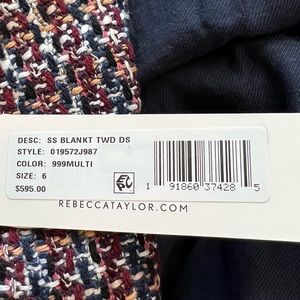 DESC: SS BLANKT TWD DS
STYLE: 019572J987
COLOR: 999MULTI
SIZE: 6
$595.00
1 91860 37428 5
REBECCATAYLOR.COM